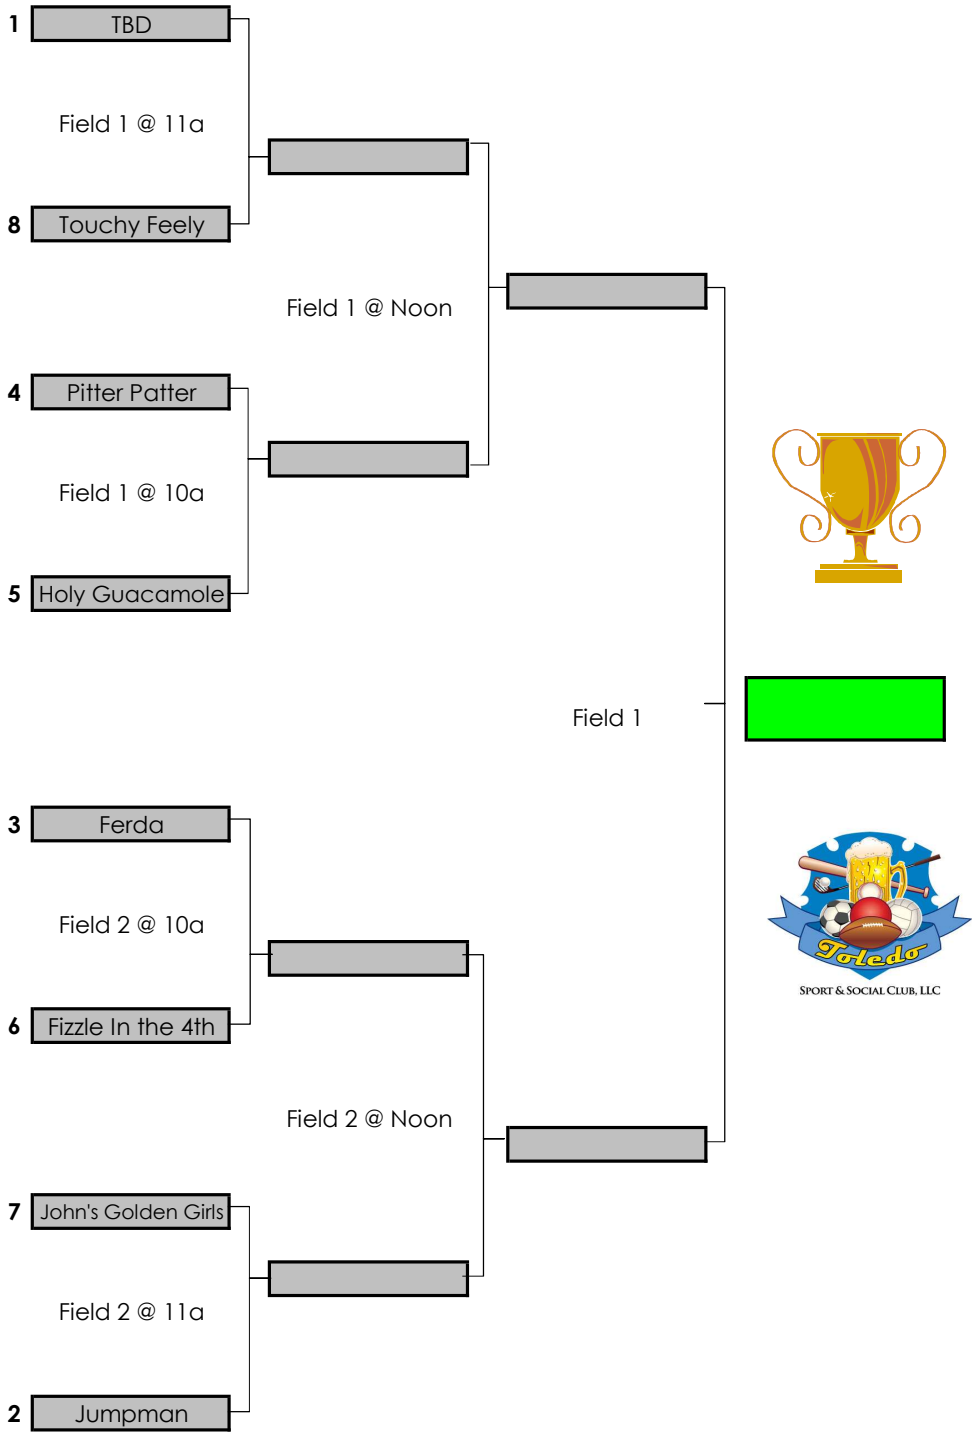 1 TBD
Field 1 @ 11a
8 Touchy Feely
Field 1 @ Noon
4 Pitter Patter
Field 1 @ 10a
5 Holy Guacamole
Field 1
3 Ferda
Field 2 @ 10a
Toledo
SPORT & SOCIAL CLUB, LLC
6 Fizzle In the 4th
Field 2 @ Noon
7 John's Golden Girls
Field 2 @ 11a
2 Jumpman